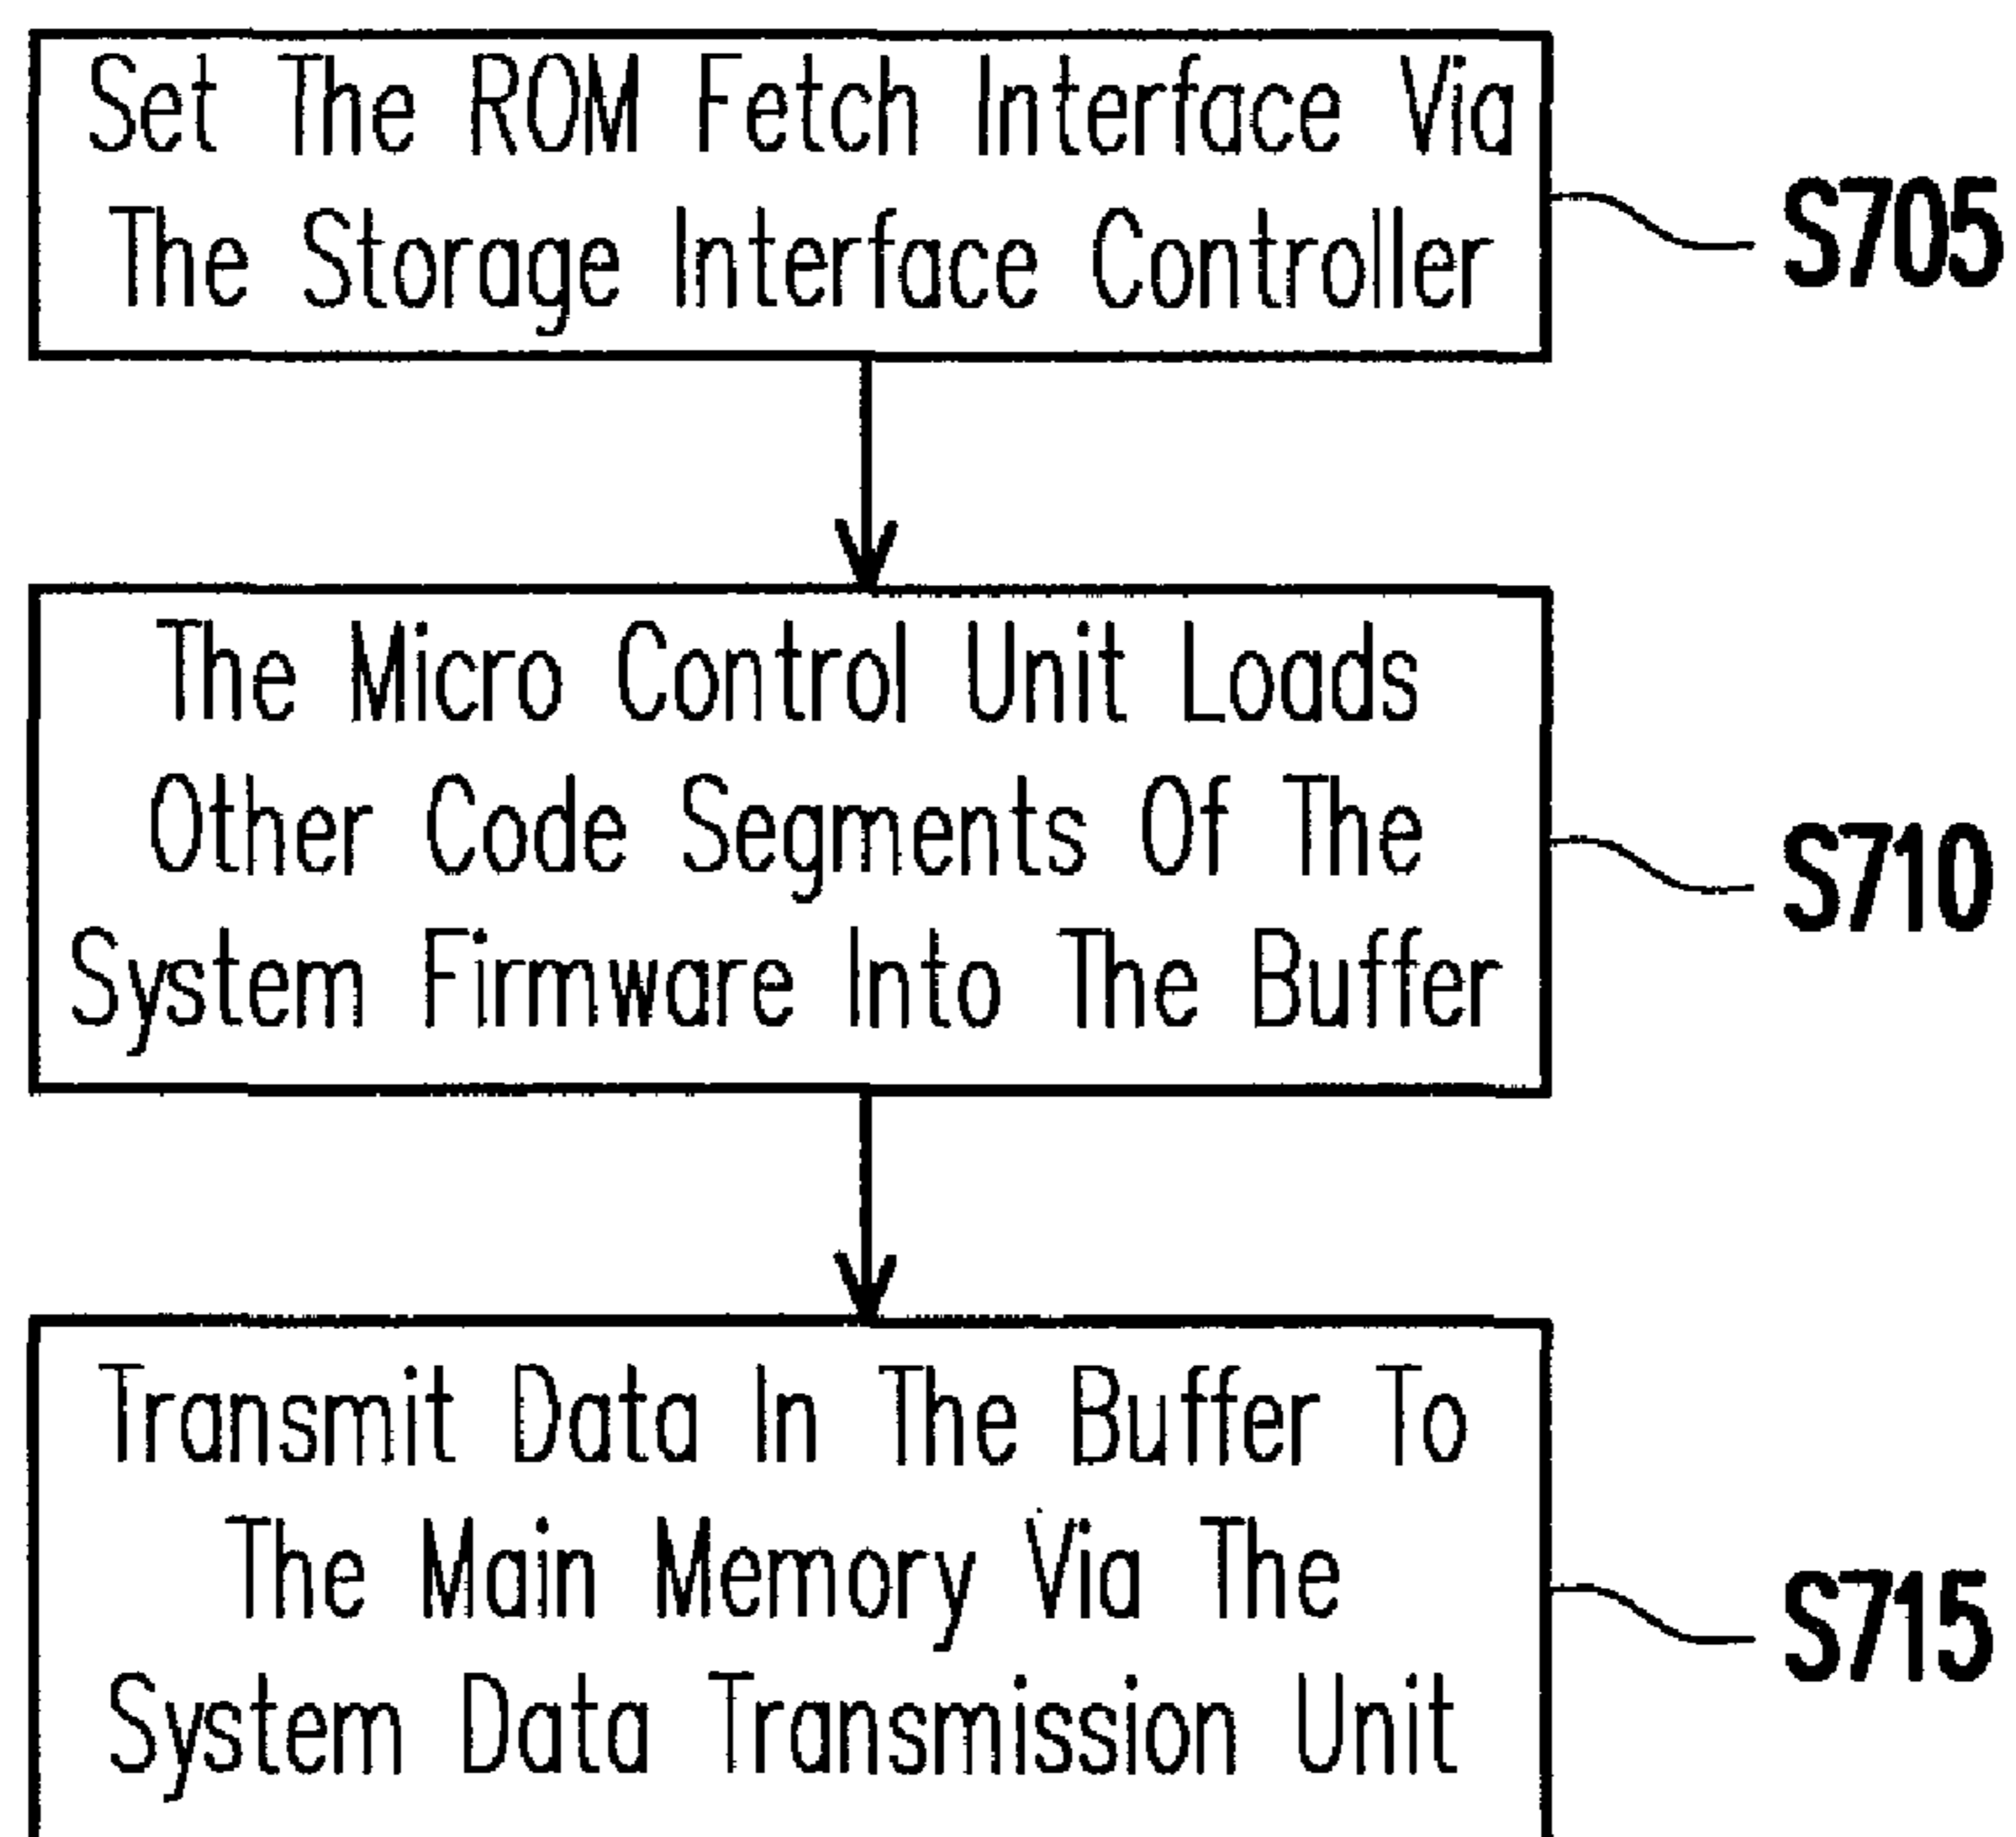 Set The ROM Fetch Interface Via
The Storage Interface Controller
S705
The Micro Control Unit Loads
Other Code Segments Of The
System Firmware Into The Buffer
S710
Transmit Data In The Buffer To
The Main Memory Via The
System Data Transmission Unit
S715